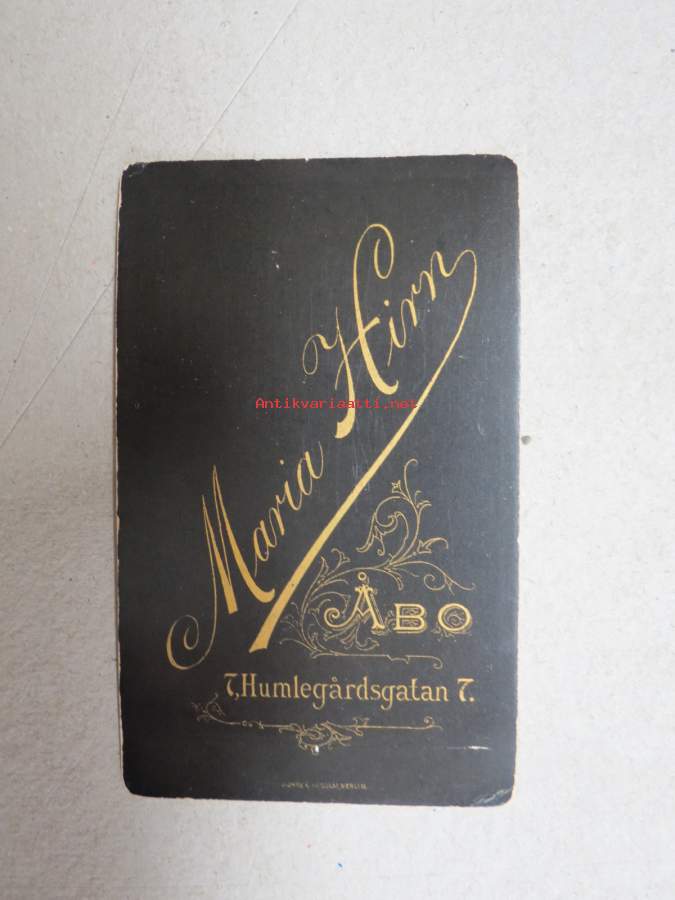 Maria Hirn
Antikvariaatti.net
ÅBO
7, Humlegårdsgatan 7.